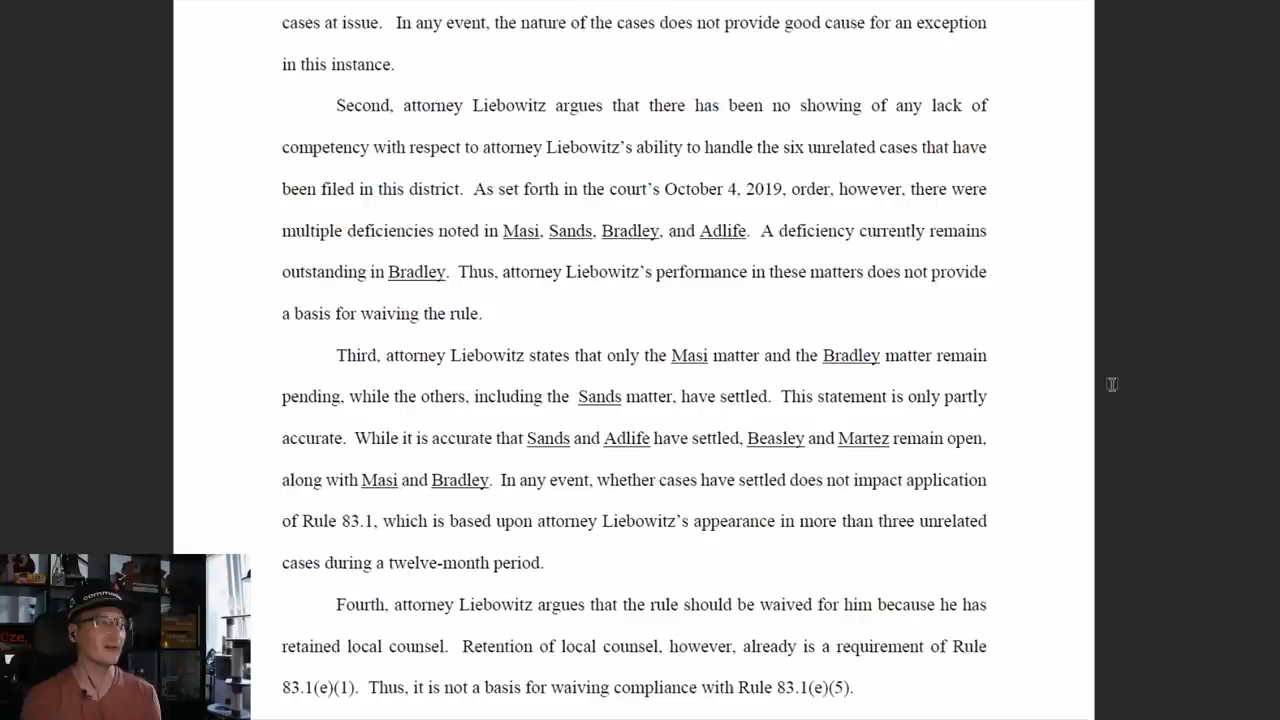 cases at issue. In any event, the nature of the cases does not provide good cause for an exception
in this instance.
Second, attorney Liebowitz argues that there has been no showing of any lack of
competency with respect to attorney Liebowitz's ability to handle the six unrelated cases that have
been filed in this district. As set forth in the court's October 4, 2019, order, however, there were
multiple deficiencies noted in Masi, Sands, Bradley, and Adlife. A deficiency currently remains
outstanding in Bradley. Thus, attorney Liebowitz's performance in these matters does not provide
a basis for waiving the rule.
Third, attorney Liebowitz states that only the Masi matter and the Bradley matter remain
pending, while the others, including the Sands matter, have settled. This statement is only partly
accurate. While it is accurate that Sands and Adlife have settled, Beasley and Martez remain open,
along with Masi and Bradley. In any event, whether cases have settled does not impact application
of Rule 83.1, which is based upon attorney Liebowitz's appearance in more than three unrelated
cases during a twelve-month period.
Fourth, attorney Liebowitz argues that the rule should be waived for him because he has
retained local counsel. Retention of local counsel, however, already is a requirement of Rule
83.1(e)(1). Thus, it is not a basis for waiving compliance with Rule 83.1(e)(5).